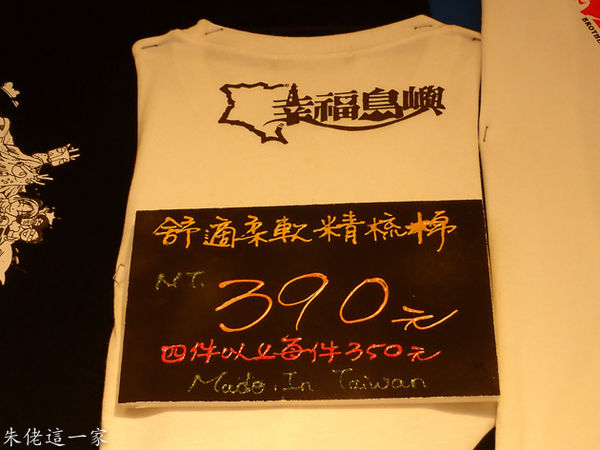 幸福島嶼
BROTH
舒適柔軟精梳棉
NT. 390元
四件以上每件350元
Made In Taiwan
朱佬這一家